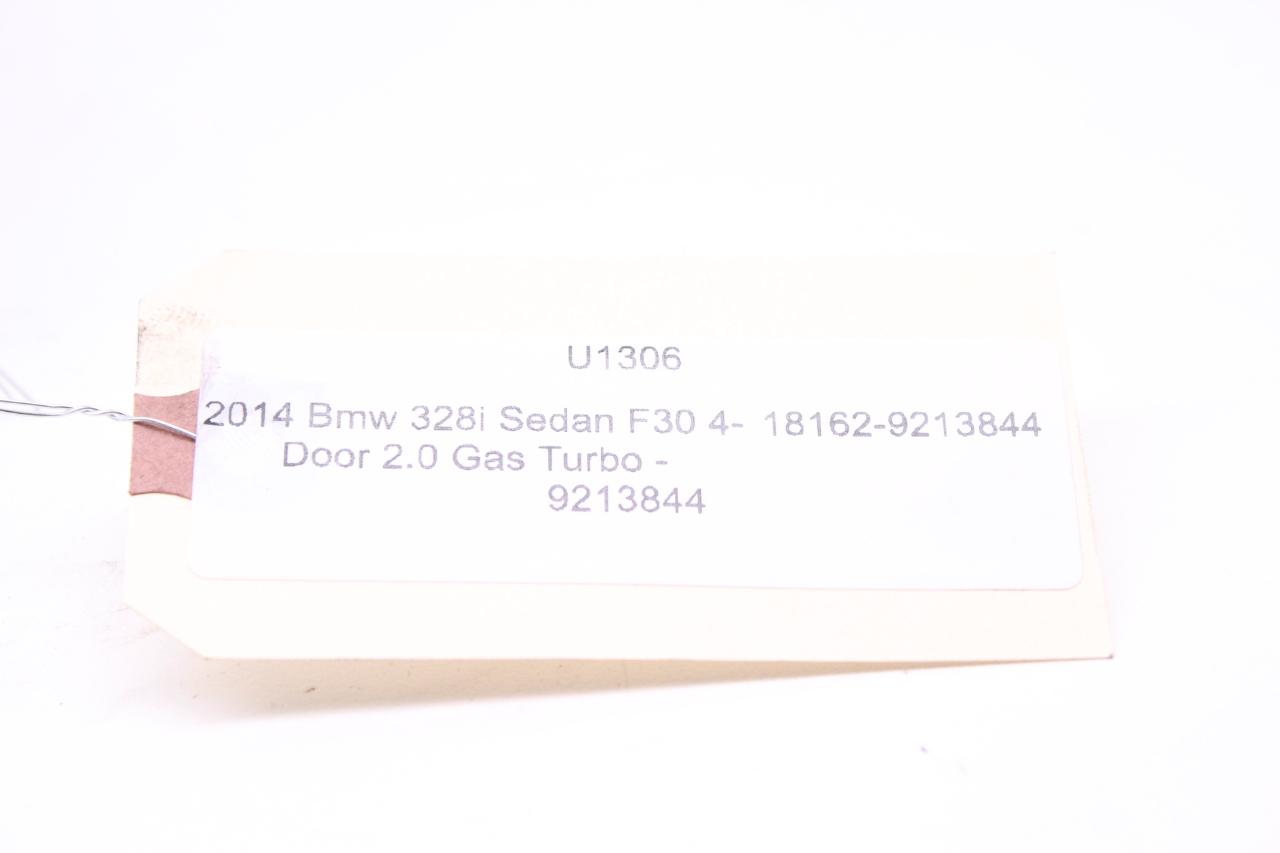 U1306
2014 Bmw 328i Sedan F30 4- 18162-9213844
Door 2.0 Gas Turbo -
9213844